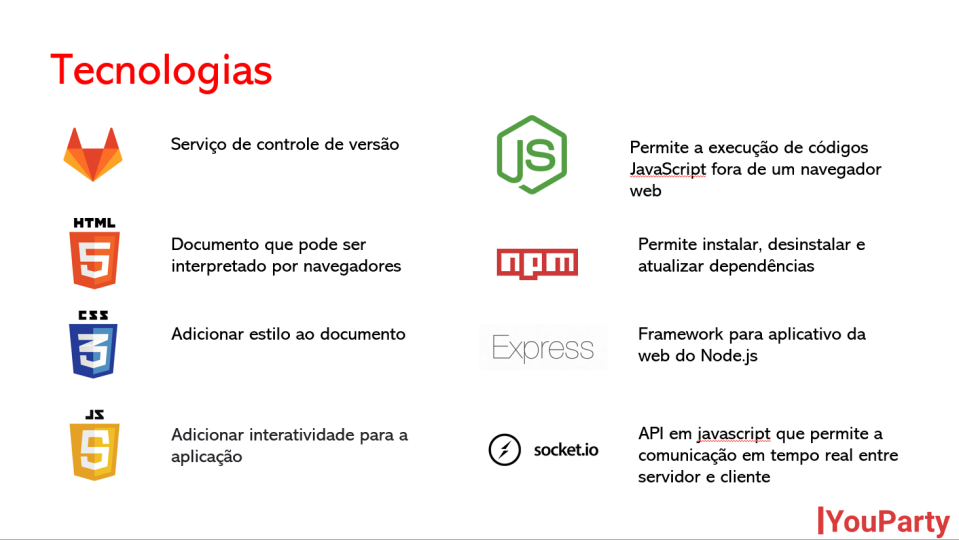 Tecnologias
Serviço de controle de versão
HTML
5
Documento que pode ser
interpretado por navegadores
CSS
3
Adicionar estilo ao documento
JS
5
Adicionar interatividade para a
aplicação
JS
Permite a execução de códigos
JavaScript fora de um navegador
web
npm
Permite instalar, desinstalar e
atualizar dependências
Express
Framework para aplicativo da
web do Node.js
socket.io
API em javascript que permite a
comunicação em tempo real entre
servidor e cliente
|YouParty